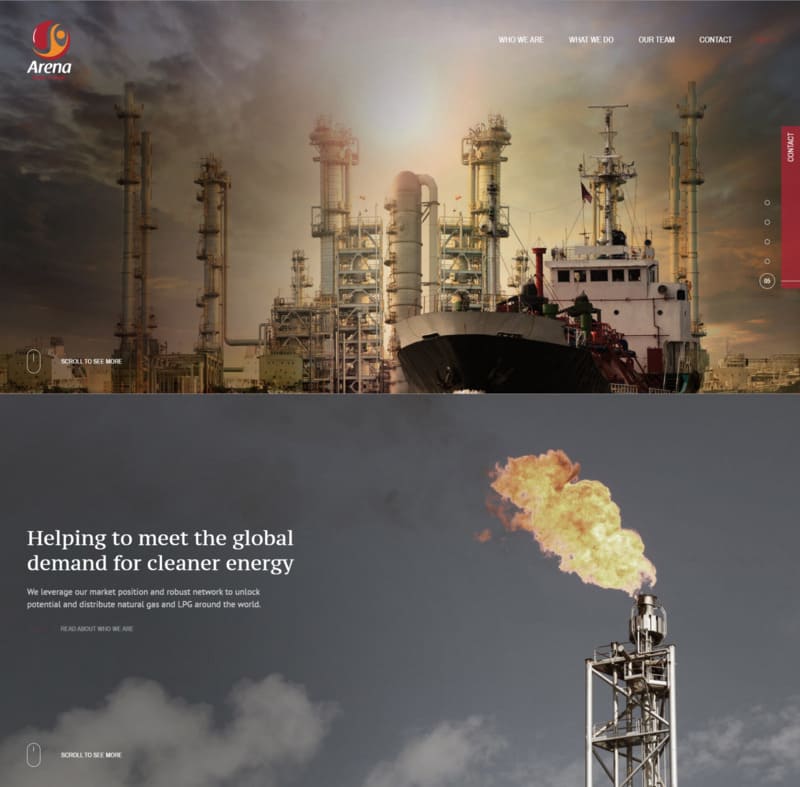 Arena
WHO WE ARE
WHAT WE DO
OUR TEAM
CONTACT
CONTACT
05
SCROLL TO SEE MORE
Helping to meet the global
demand for cleaner energy
We leverage our market position and robust network to unlock
potential and distribute natural gas and LPG around the world.
READ ABOUT WHO WE ARE
SCROLL TO SEE MORE